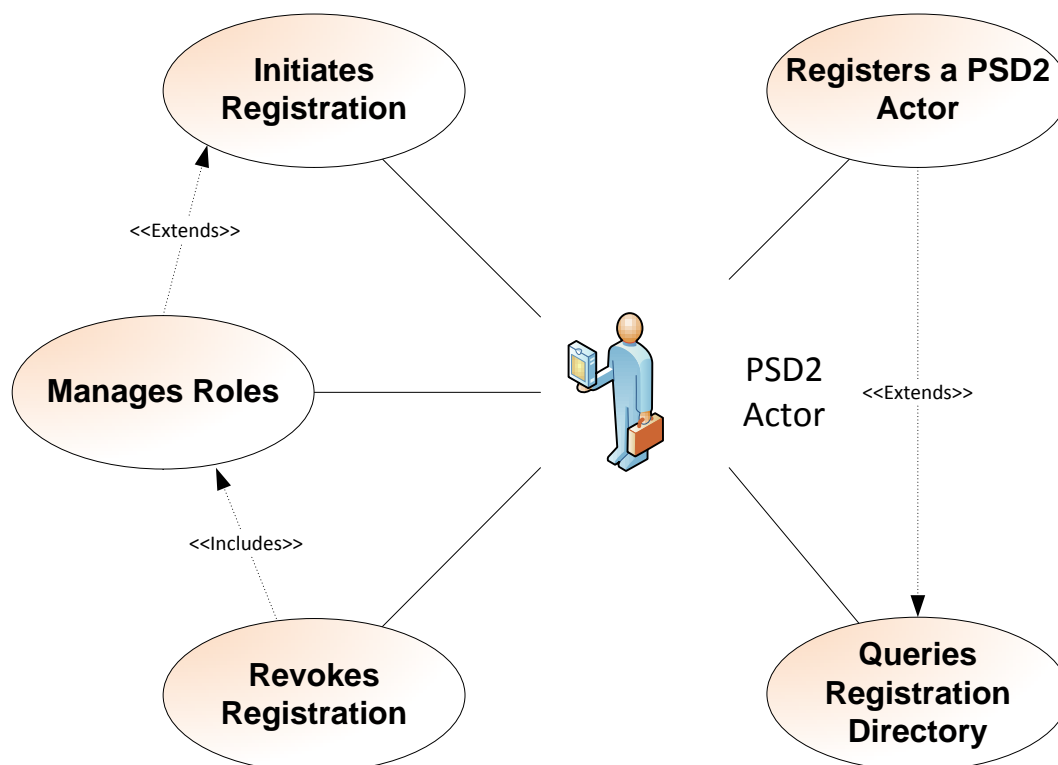 Initiates
Registration
Registers a PSD2
Actor
<<Extends>>
Manages Roles
PSD2
Actor
<<Extends>>
<<Includes>>
Revokes
Registration
Queries
Registration
Directory